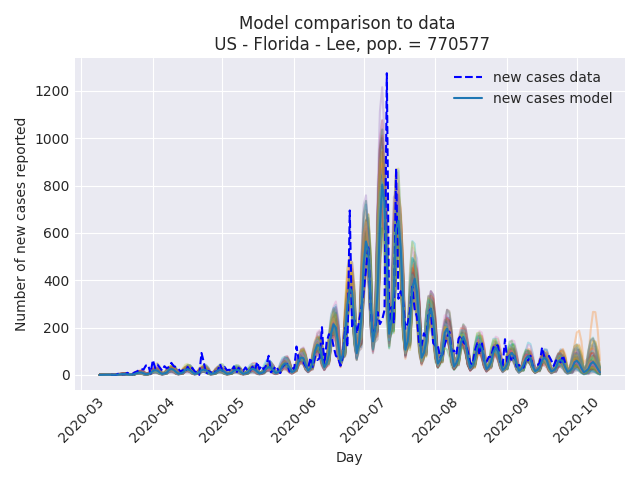 Model comparison to data
US - Florida - Lee, pop. = 770577
new cases data
new cases model
Number of new cases reported
1200
1000
800
600
400
200
0
2020-03
2020-04
2020-05
2020-06
2020-07
2020-08
2020-09
2020-10
Day